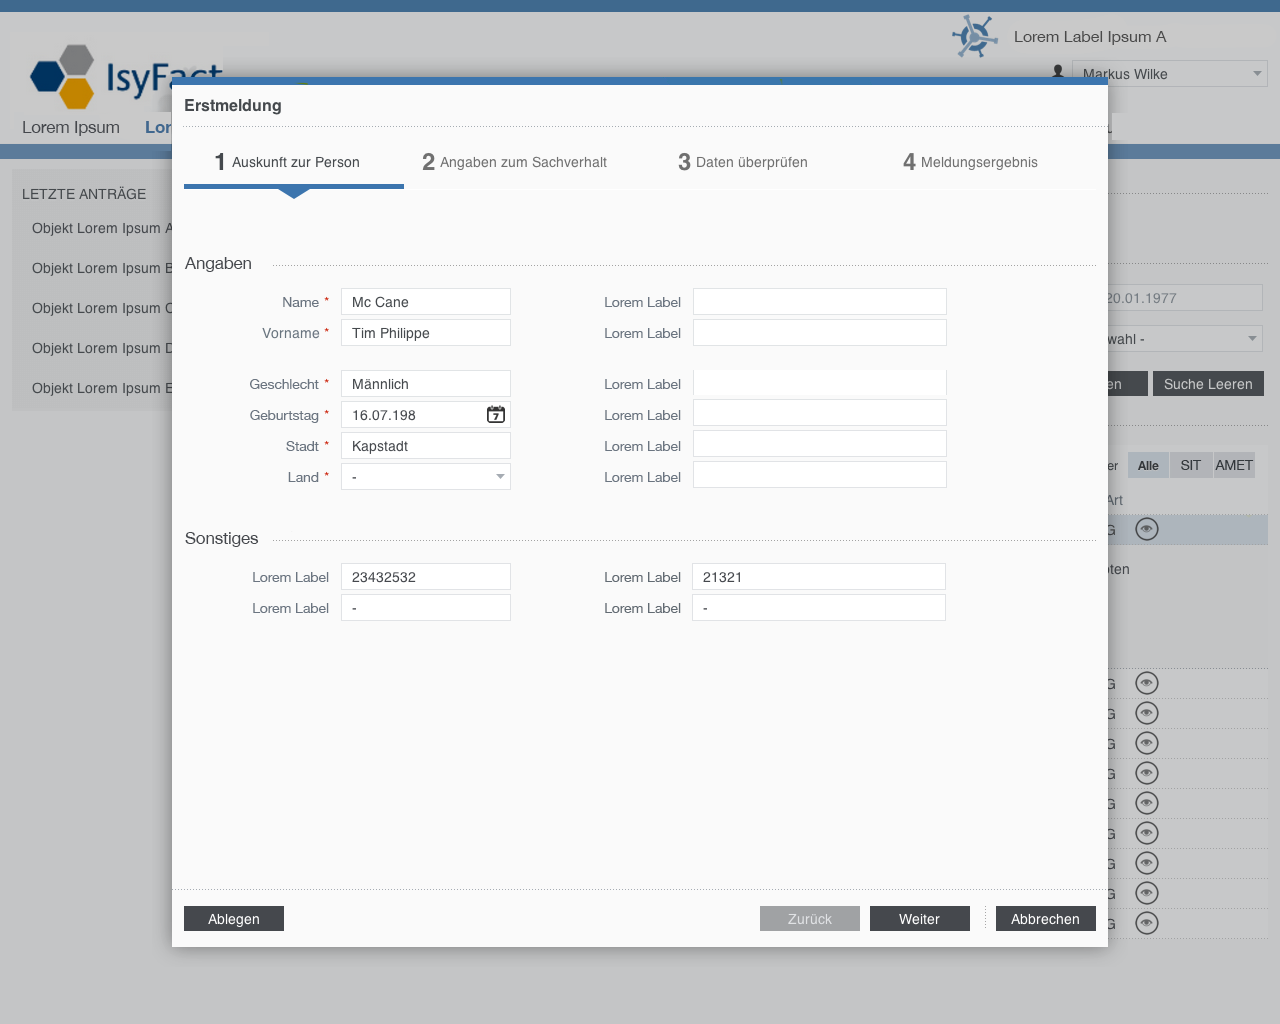 Lorem Label Ipsum A
IsyFact
Markus Wilke
Lorem Ipsum
Erstmeldung
1 Auskunft zur Person 2 Angaben zum Sachverhalt 3 Daten überprüfen 4 Meldungsergebnis
LETZTE ANTRÄGE
Objekt Lorem Ipsum A
Objekt Lorem Ipsum B
Objekt Lorem Ipsum C
Objekt Lorem Ipsum D
Objekt Lorem Ipsum E
Angaben
Name * Mc Cane Lorem Label
Vorname * Tim Philippe Lorem Label
Geschlecht * Männlich Lorem Label
Geburtstag * 16.07.198 7 Lorem Label
Stadt * Kapstadt Lorem Label
Land * - Lorem Label
Sonstiges
Lorem Label 23432532 Lorem Label 21321
Lorem Label - Lorem Label -
Ablegen Zurück Weiter Abbrechen
20.01.1977
wahl -
en Suche Leeren
er Alle SIT AMET
Art
G
oten
G
G
G
G
G
G
G
G
G